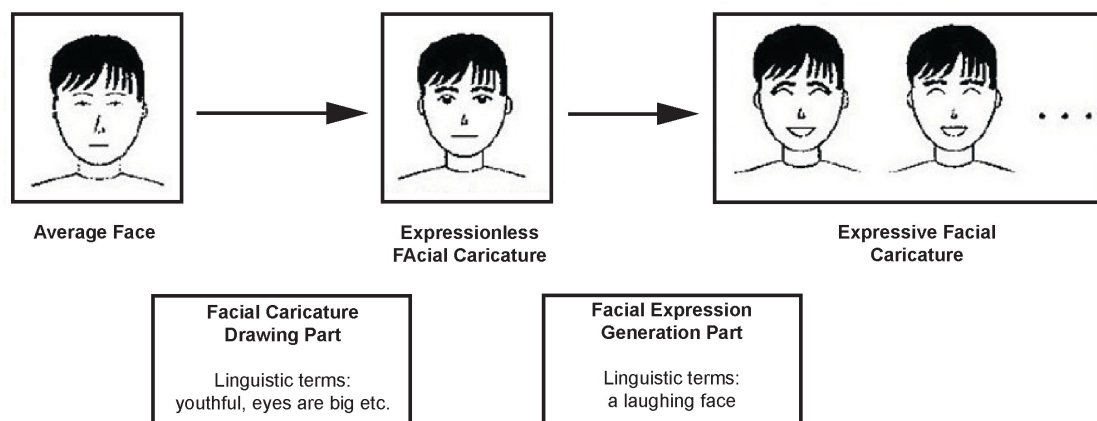 Average Face
Expressionless
FAcial Caricature
Expressive Facial
Caricature
Facial Caricature
Drawing Part
Linguistic terms:
youthful, eyes are big etc.
Facial Expression
Generation Part
Linguistic terms:
a laughing face